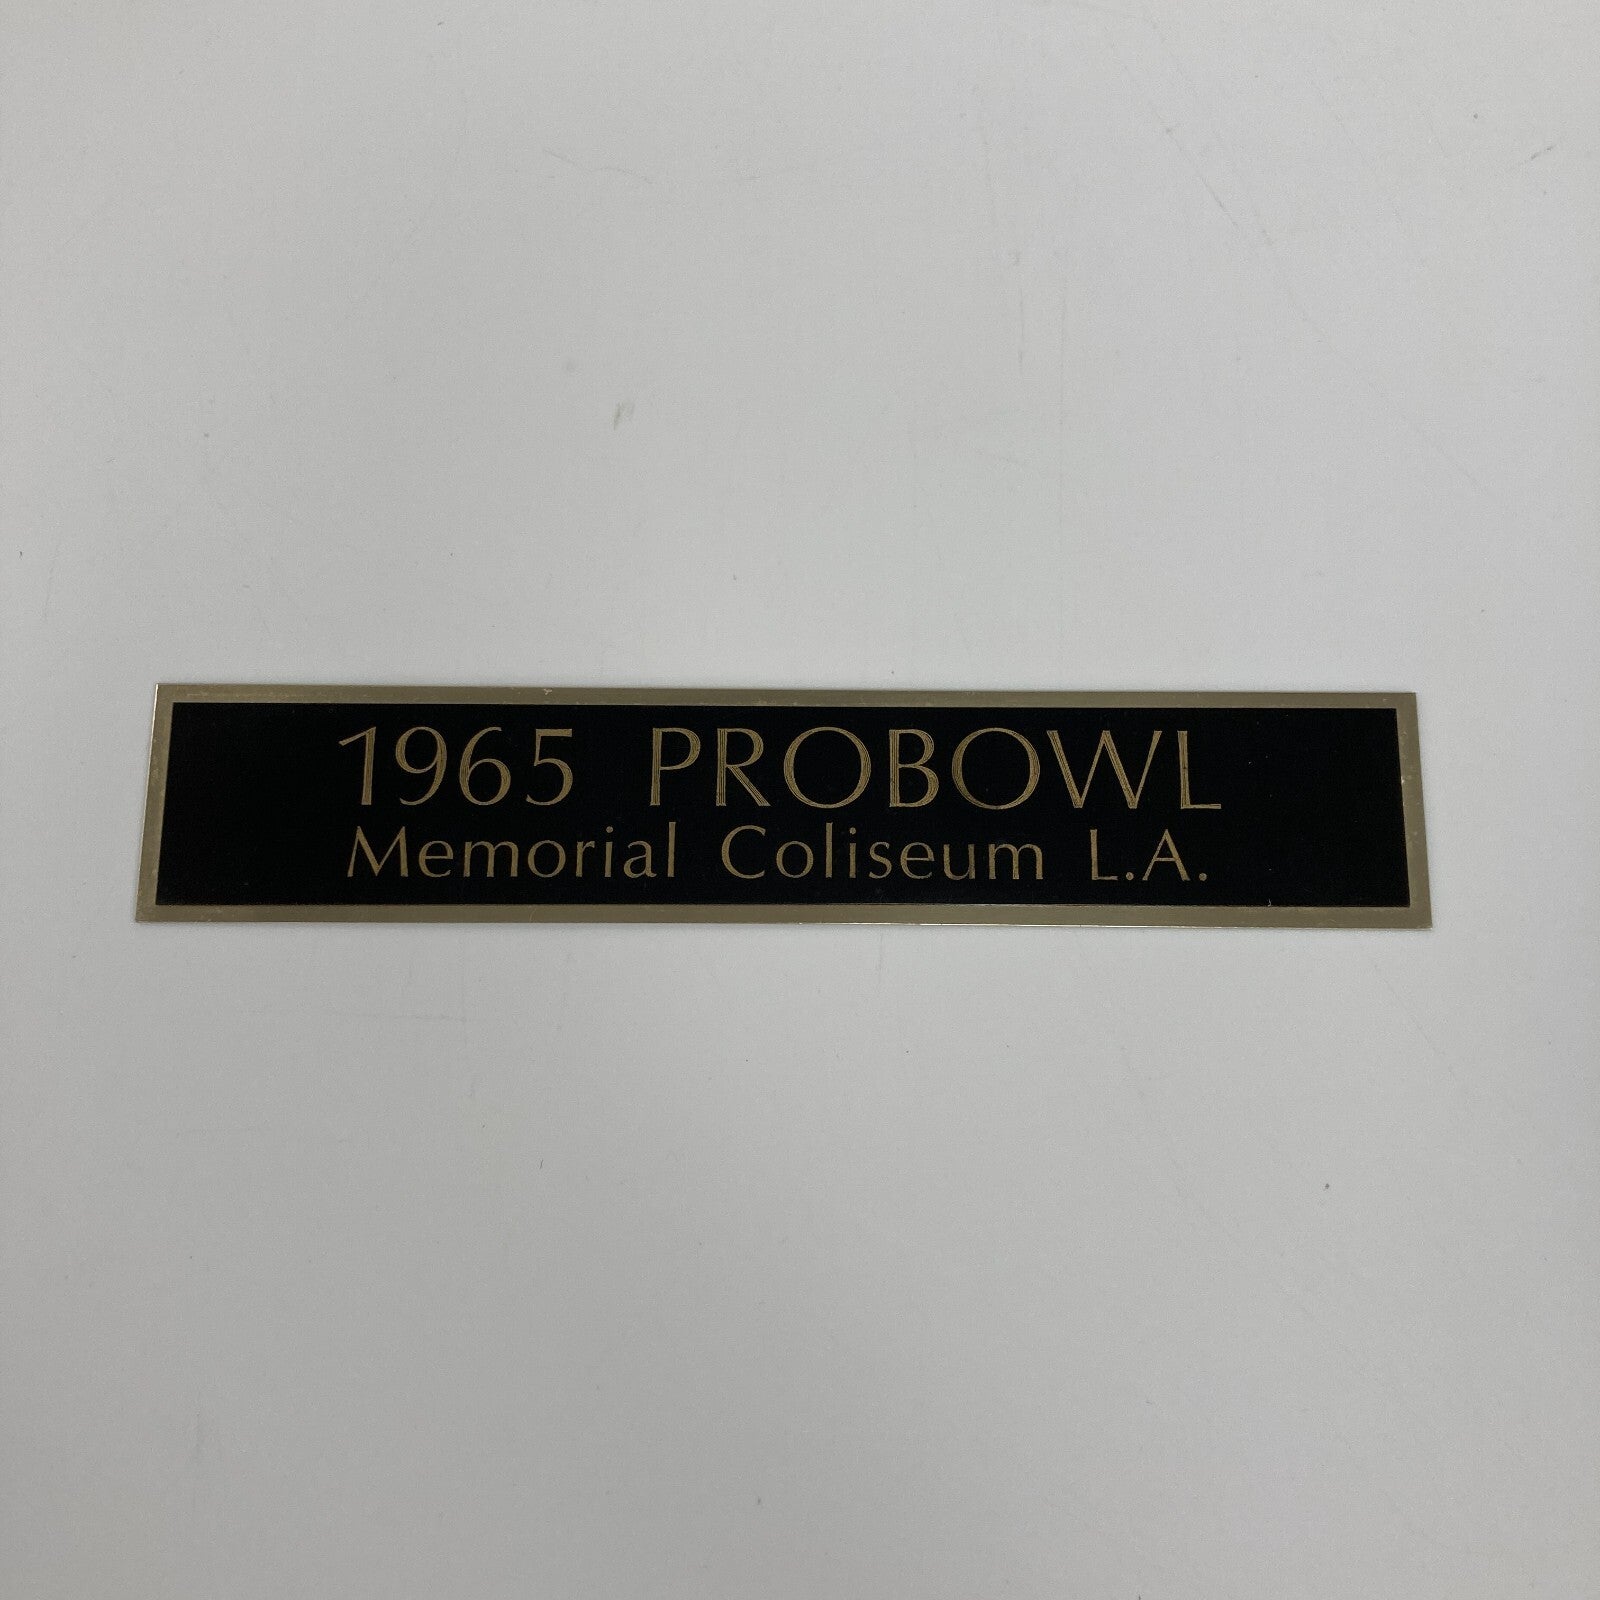 1965 PROBOWL
Memorial Coliseum L.A.